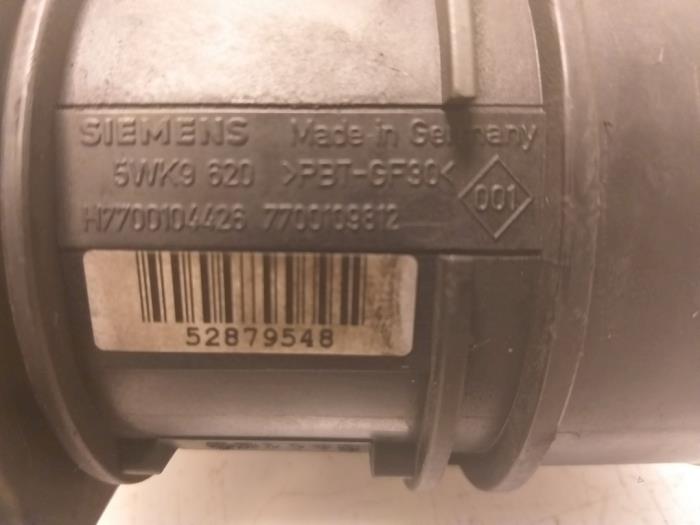 SIEMENS Made in Germany
5WK9 620 >PBT-GF30<
001
H7700104426 7700109812
52879548